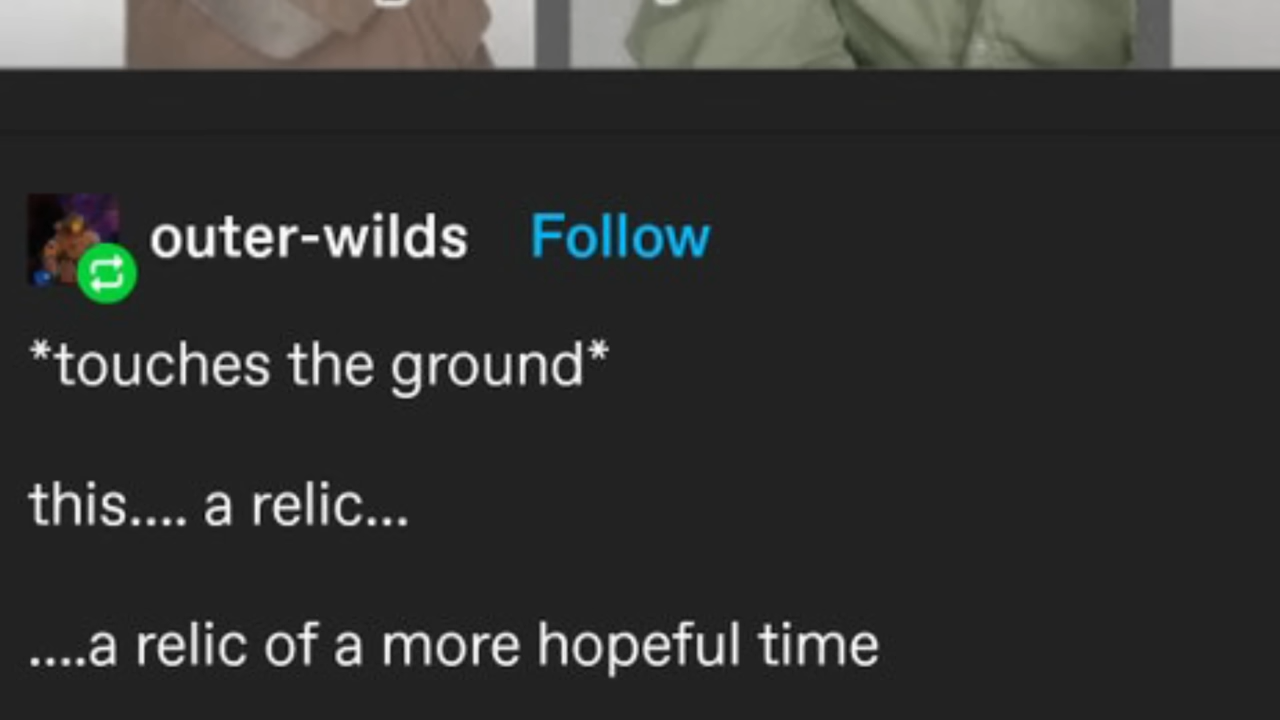 outer-wilds Follow
*touches the ground*
this.... a relic...
....a relic of a more hopeful time